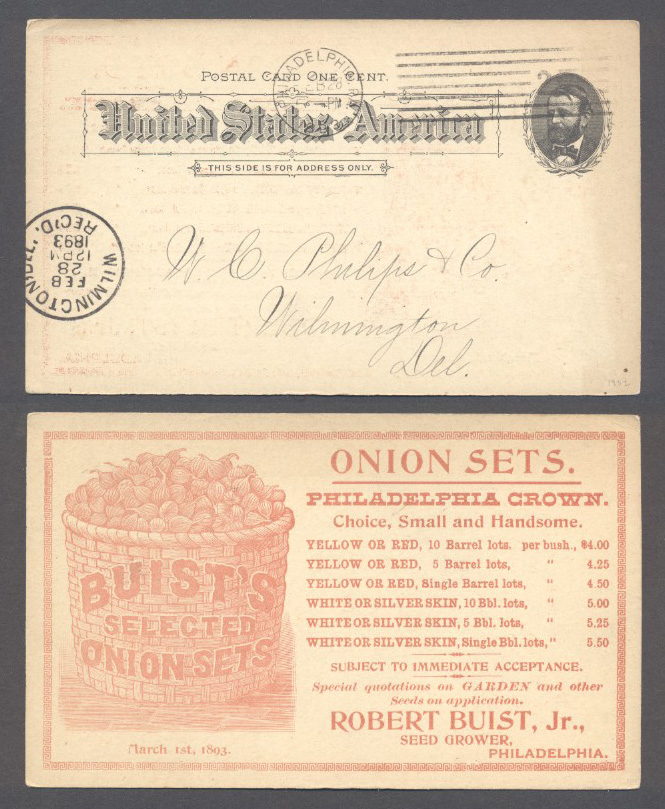 POSTAL CARD ONE CENT.
United States America
THIS SIDE IS FOR ADDRESS ONLY.
PHILADELPHIA
28
WILMINGTON, DEL.
FEB
28
12PM
1893
REC'D.
W. C. Philips & Co.
Wilmington
Del.
ONION SETS.
PHILADELPHIA GROWN.
Choice, Small and Handsome.
YELLOW OR RED, 10 Barrel lots. per bush., $4.00
YELLOW OR RED, 5 Barrel lots, " 4.25
YELLOW OR RED, Single Barrel lots, " 4 50
WHITE OR SILVER SKIN, 10 Bbl. lots, " 5.00
WHITE OR SILVER SKIN, 5 Bbl. lots, " 5.25
WHITE OR SILVER SKIN, Single Bbl. lots, " 5.50
SUBJECT TO IMMEDIATE ACCEPTANCE.
Special quotations on GARDEN and other
Seeds on application.
ROBERT BUIST, Jr.,
SEED GROWER,
PHILADELPHIA.
BUIST'S
SELECTED
ONION SETS
March 1st, 1893.